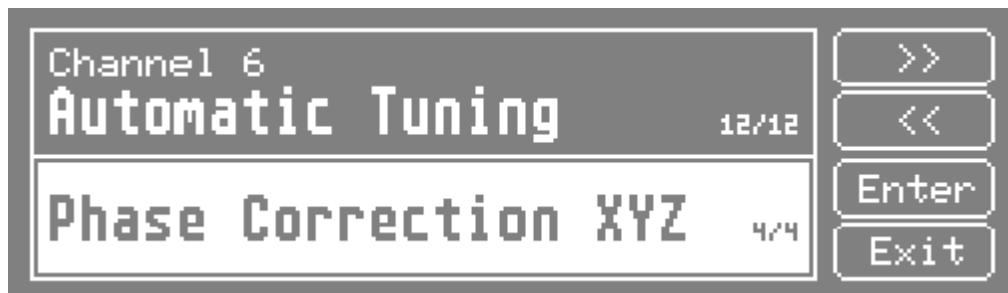 Channel 6
Automatic Tuning 12/12
Phase Correction XYZ 4/4
>>
<<
Enter
Exit